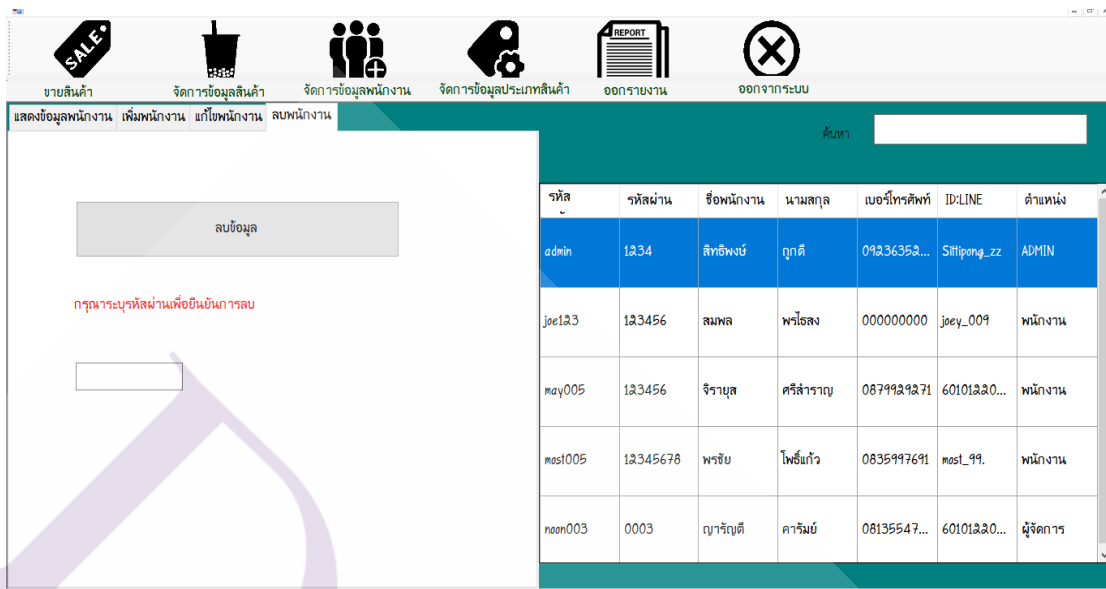 SALE
REPORT
ขายสินค้า จัดการข้อมูลสินค้า จัดการข้อมูลพนักงาน จัดการข้อมูลประเภทสินค้า ออกรายงาน ออกจากระบบ
แสดงข้อมูลพนักงาน เพิ่มพนักงาน แก้ไขพนักงาน ลบพนักงาน
ค้นหา
ลบข้อมูล
กรุณาระบุรหัสผ่านเพื่อยืนยันการลบ
รหัส รหัสผ่าน ชื่อพนักงาน นามสกุล เบอร์โทรศัพท์ ID:LINE ตำแหน่ง
admin 1234 สิทธิพงษ์ ถูกดี 09236352... Sittipong_zz ADMIN
joe123 123456 สมพล พรไธสง 000000000 joey_009 พนักงาน
may005 123456 จิรายุส ศรีสำราญ 0879929271 60101220... พนักงาน
most005 12345678 พรชัย โพธิ์แก้ว 0835997691 most_99. พนักงาน
noon003 0003 ญารัญดี คารัมย์ 08135547... 60101220... ผู้จัดการ